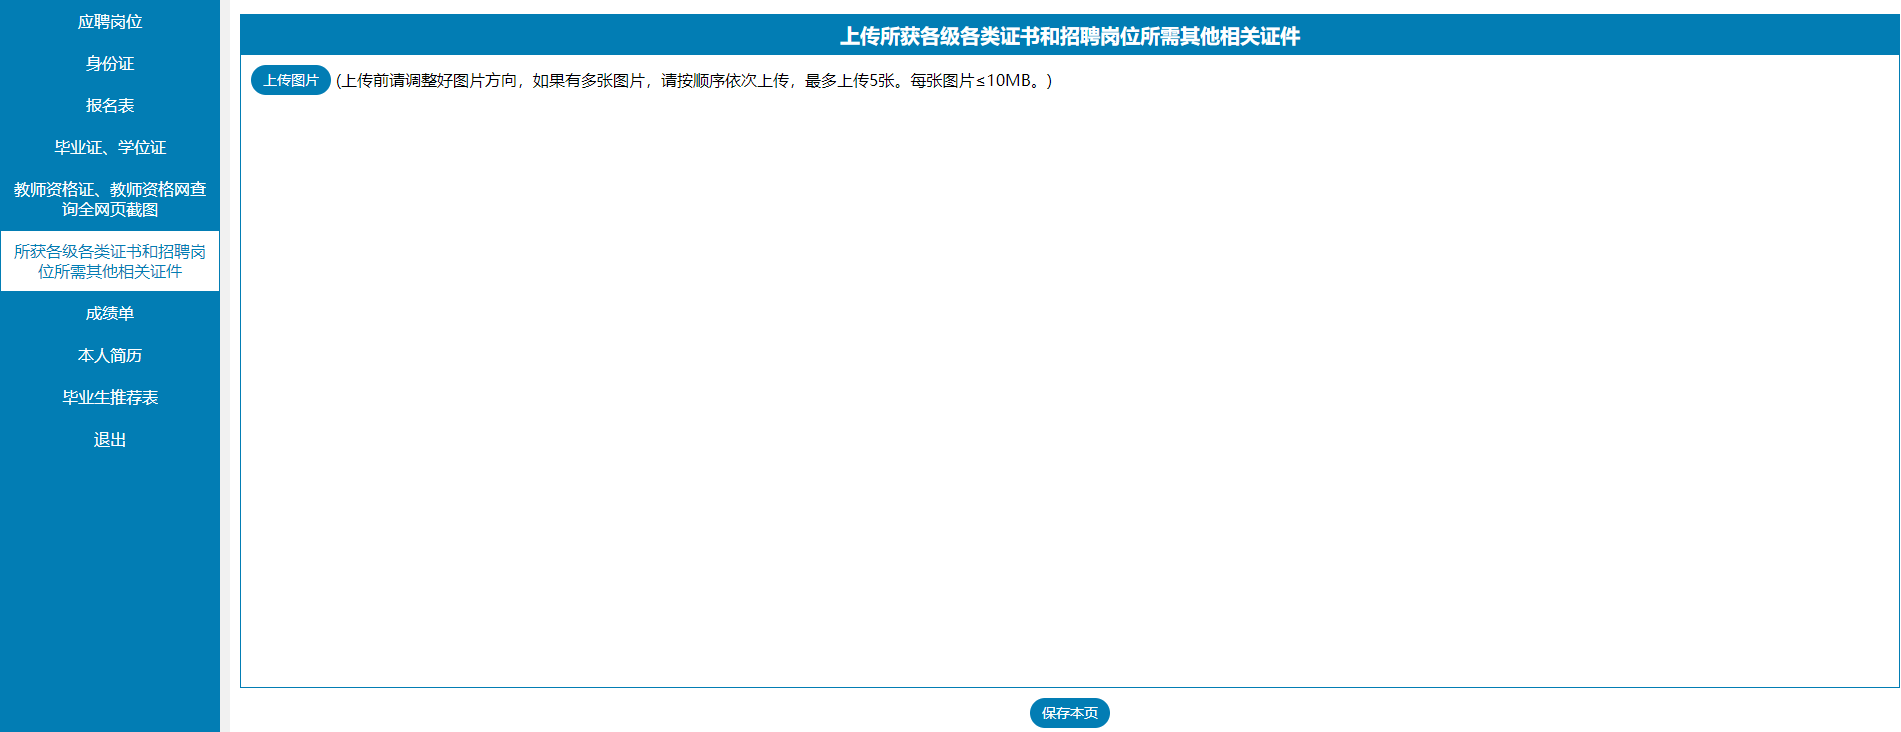 应聘岗位
身份证
报名表
毕业证、学位证
教师资格证、教师资格网查
询全网页截图
所获各级各类证书和招聘岗
位所需其他相关证件
成绩单
本人简历
毕业生推荐表
退出
上传所获各级各类证书和招聘岗位所需其他相关证件
上传图片 (上传前请调整好图片方向，如果有多张图片，请按顺序依次上传，最多上传5张。每张图片≤10MB。)
保存本页